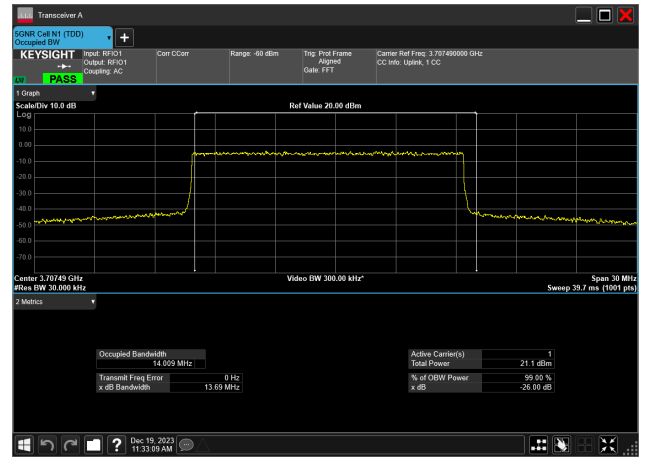 Transceiver A
5GNR Cell N1 (TDD)
Occupied BW
+
KEYSIGHT
LXI PASS
Input: RFIO1
Output: RFIO1
Coupling: AC
Corr CCorr
Range: -60 dBm
Trig: Prot Frame
Aligned
Gate: FFT
Carrier Ref Freq: 3.707490000 GHz
CC Info: Uplink, 1 CC
1 Graph
Scale/Div 10.0 dB
Ref Value 20.00 dBm
Log
10.0
0.00
-10.0
-20.0
-30.0
-40.0
-50.0
-60.0
-70.0
Center 3.70749 GHz
Video BW 300.00 kHz*
Span 30 MHz
#Res BW 30.000 kHz
Sweep 39.7 ms (1001 pts)
2 Metrics
Occupied Bandwidth
14.009 MHz
Transmit Freq Error 0 Hz
x dB Bandwidth 13.69 MHz
Active Carrier(s) 1
Total Power 21.1 dBm
% of OBW Power 99.00 %
x dB -26.00 dB
?
Dec 19, 2023
11:33:09 AM